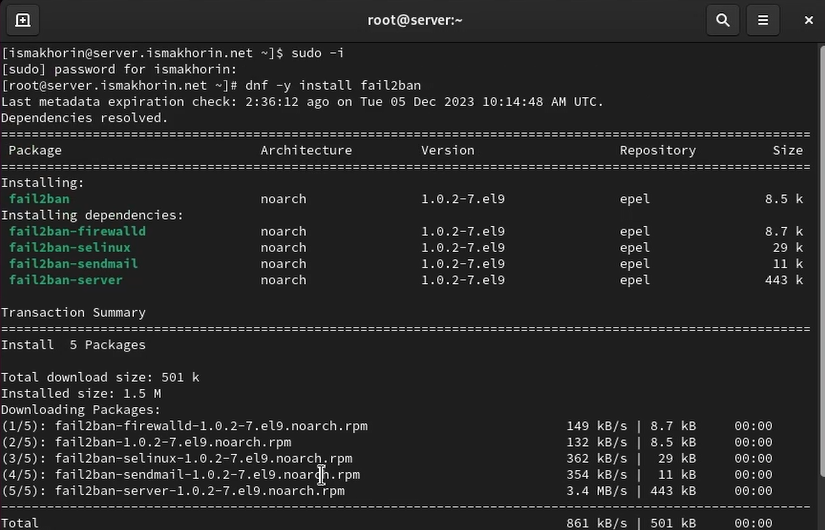 root@server:~
[ismakhorin@server.ismakhorin.net ~]$ sudo -i
[sudo] password for ismakhorin:
[root@server.ismakhorin.net ~]# dnf -y install fail2ban
Last metadata expiration check: 2:36:12 ago on Tue 05 Dec 2023 10:14:48 AM UTC.
Dependencies resolved.
================================================================================
Package Architecture Version Repository Size
================================================================================
Installing:
fail2ban noarch 1.0.2-7.el9 epel 8.5 k
Installing dependencies:
fail2ban-firewalld noarch 1.0.2-7.el9 epel 8.7 k
fail2ban-selinux noarch 1.0.2-7.el9 epel 29 k
fail2ban-sendmail noarch 1.0.2-7.el9 epel 11 k
fail2ban-server noarch 1.0.2-7.el9 epel 443 k
Transaction Summary
================================================================================
Install 5 Packages
Total download size: 501 k
Installed size: 1.5 M
Downloading Packages:
(1/5): fail2ban-firewalld-1.0.2-7.el9.noarch.rpm 149 kB/s | 8.7 kB 00:00
(2/5): fail2ban-1.0.2-7.el9.noarch.rpm 132 kB/s | 8.5 kB 00:00
(3/5): fail2ban-selinux-1.0.2-7.el9.noarch.rpm 362 kB/s | 29 kB 00:00
(4/5): fail2ban-sendmail-1.0.2-7.el9.noarch.rpm 354 kB/s | 11 kB 00:00
(5/5): fail2ban-server-1.0.2-7.el9.noarch.rpm 3.4 MB/s | 443 kB 00:00
--------------------------------------------------------------------------------
Total 861 kB/s | 501 kB 00:00